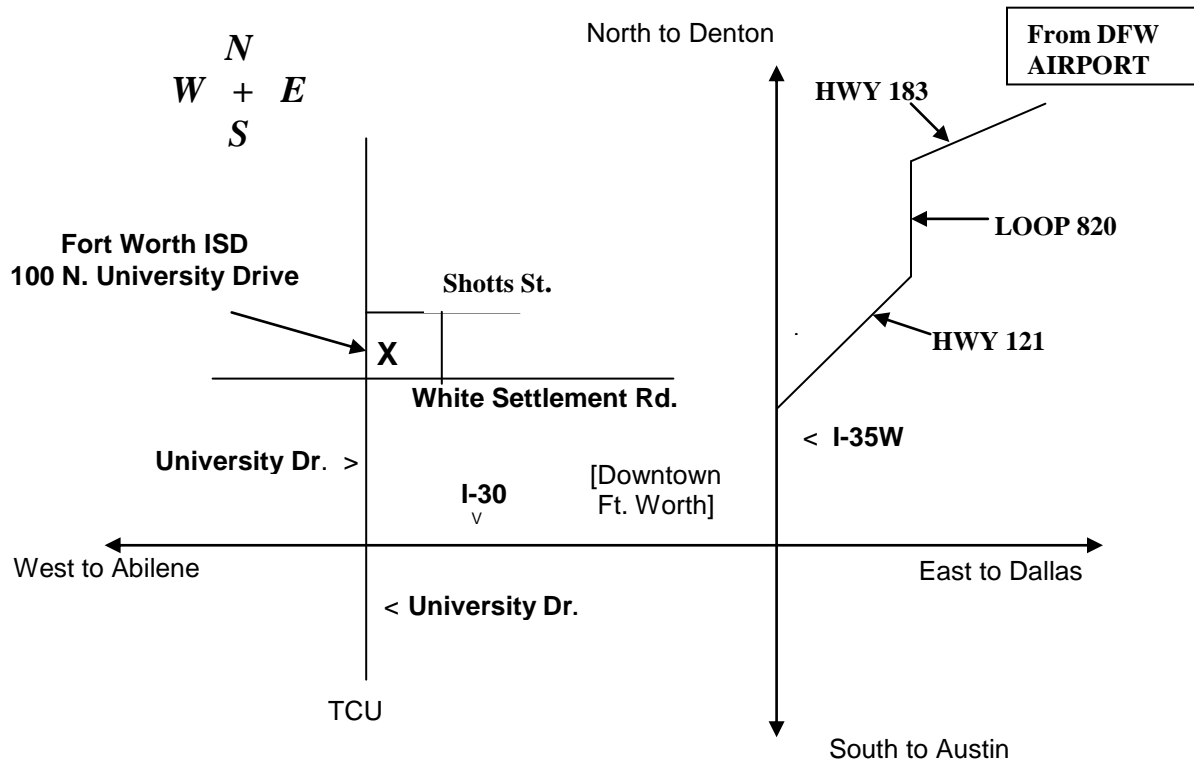 North to Denton
From DFW
AIRPORT
N
W + E
S
HWY 183
LOOP 820
Fort Worth ISD
100 N. University Drive
Shotts St.
X
HWY 121
White Settlement Rd.
< I-35W
University Dr. >
I-30
v
[Downtown
Ft. Worth]
West to Abilene
East to Dallas
< University Dr.
TCU
South to Austin